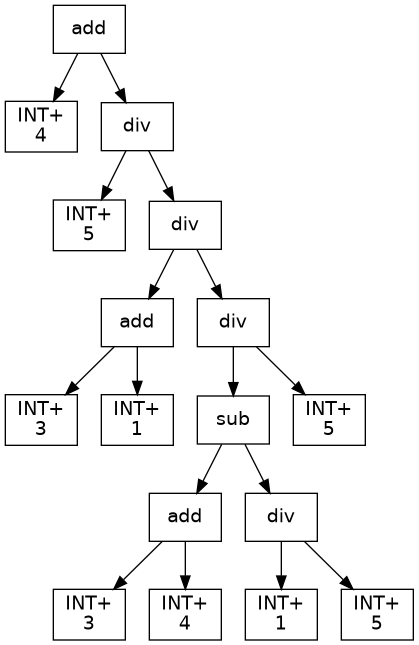 add
INT+
4
div
INT+
5
div
add
div
INT+
3
INT+
1
sub
INT+
5
add
div
INT+
3
INT+
4
INT+
1
INT+
5